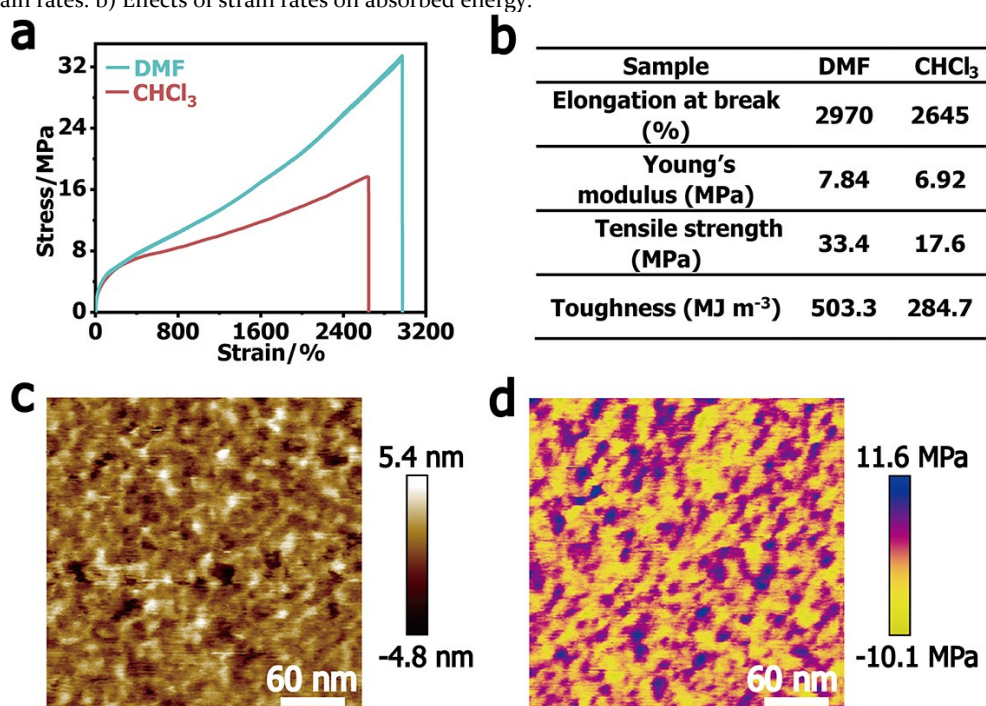 ain rates. b) Effects of strain rates on absorbed energy.
a
32
24
16
8
0
Stress/MPa
DMF
CHCl₃
0 800 1600 2400 3200
Strain/%
b
Sample DMF CHCl₃
Elongation at break
(%) 2970 2645
Young's
modulus (MPa) 7.84 6.92
Tensile strength
(MPa) 33.4 17.6
Toughness (MJ m⁻³) 503.3 284.7
c
5.4 nm
-4.8 nm
60 nm
d
11.6 MPa
-10.1 MPa
60 nm